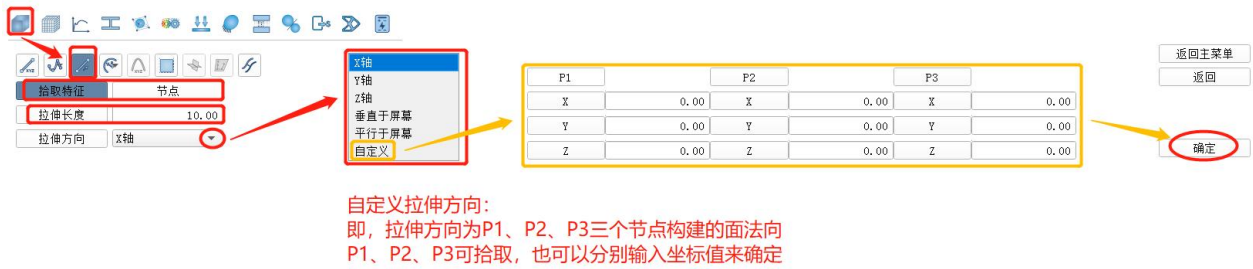 返回主菜单
返回
确定
拾取特征 节点
拉伸长度 10.00
拉伸方向 X轴
X轴
Y轴
Z轴
垂直于屏幕
平行于屏幕
自定义
P1 P2 P3
X 0.00 X 0.00 X 0.00
Y 0.00 Y 0.00 Y 0.00
Z 0.00 Z 0.00 Z 0.00
自定义拉伸方向：
即，拉伸方向为P1、P2、P3三个节点构建的面法向
P1、P2、P3可拾取，也可以分别输入坐标值来确定